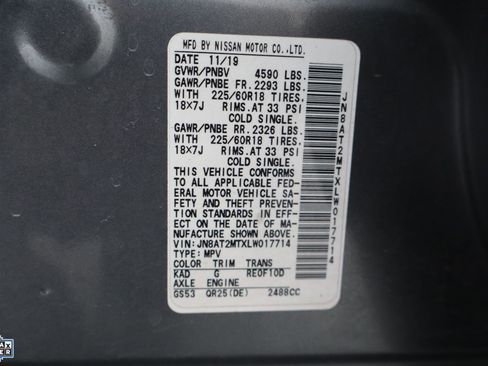 MFD BY NISSAN MOTOR CO.,LTD.
DATE 11/19
GVWR/PNBV 4590 LBS.
GAWR/PNBE FR. 2293 LBS.
WITH 225/60R18 TIRES,
18×7J RIMS.AT 33 PSI
COLD SINGLE.
GAWR/PNBE RR. 2326 LBS.
WITH 225/60R18 TIRES,
18×7J RIMS.AT 33 PSI
COLD SINGLE.
THIS VEHICLE CONFORMS
TO ALL APPLICABLE FED-
ERAL MOTOR VEHICLE SA-
FETY AND THEFT PREVEN-
TION STANDARDS IN EFF-
ECT ON THE DATE OF MA-
NUFACTURE SHOWN ABOVE.
VIN: JN8AT2MTXLW017714
TYPE: MPV
COLOR TRIM TRANS
KAD G RE0F10D
AXLE ENGINE
GS53 QR25(DE) 2488CC
JN8AT2MTXLW017714